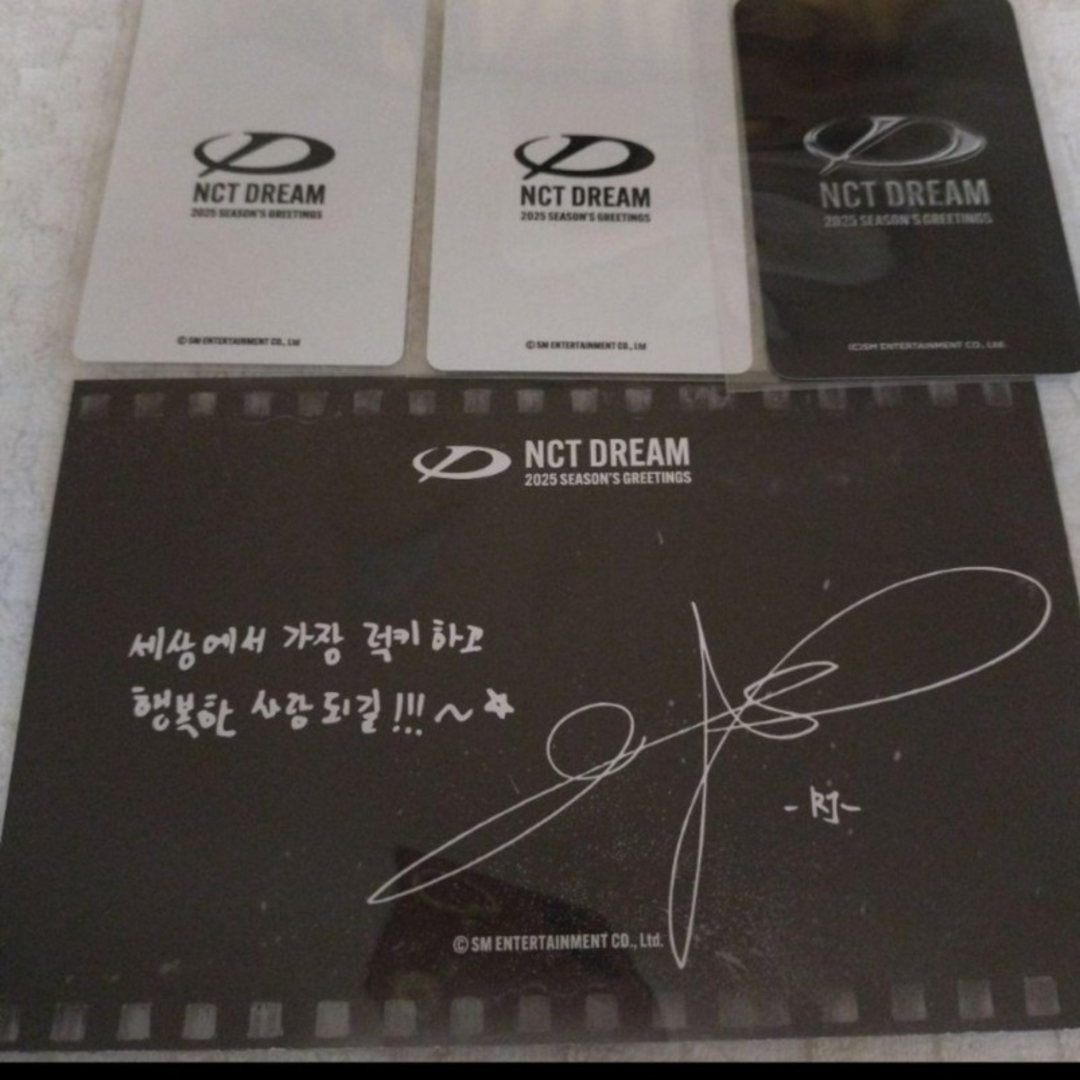 NCT DREAM
2025 SEASON'S GREETINGS
© SM ENTERTAINMENT CO., Ltd
NCT DREAM
2025 SEASON'S GREETINGS
© SM ENTERTAINMENT CO., Ltd
NCT DREAM
2025 SEASON'S GREETINGS
(C)SM ENTERTAINMENT CO., Ltd.
NCT DREAM
2025 SEASON'S GREETINGS
세상에서 가장 럭키하고
행복한 사람 되길!!!~☆
-RJ-
© SM ENTERTAINMENT CO., Ltd.